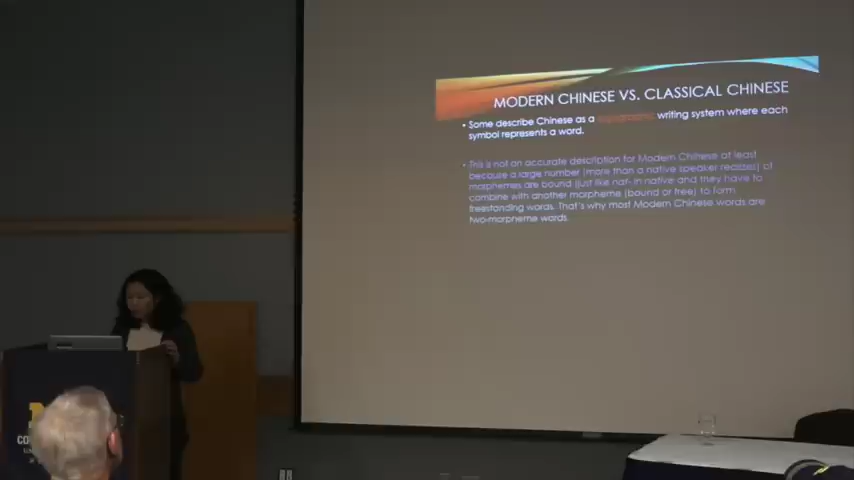 MODERN CHINESE VS. CLASSICAL CHINESE
• Some describe Chinese as a writing system where each
symbol represents a word.
• This is not an accurate description for Modern Chinese at least
because a large number (more than a native speaker realizes) of
morphemes are bound (just like nat- in native and they have to
combine with another morpheme (bound or free) to form
freestanding words. That's why most Modern Chinese words are
two-morpheme words.